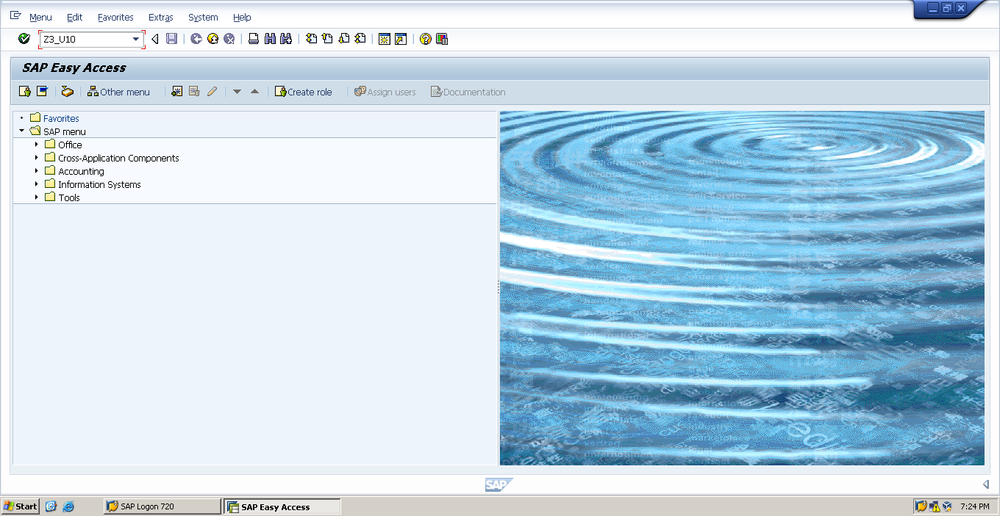 Menu Edit Favorites Extras System Help
Z3_U10
SAP Easy Access
Other menu Create role Assign users Documentation
Favorites
SAP menu
Office
Cross-Application Components
Accounting
Information Systems
Tools
SAP
Start SAP Logon 720 SAP Easy Access 7:24 PM